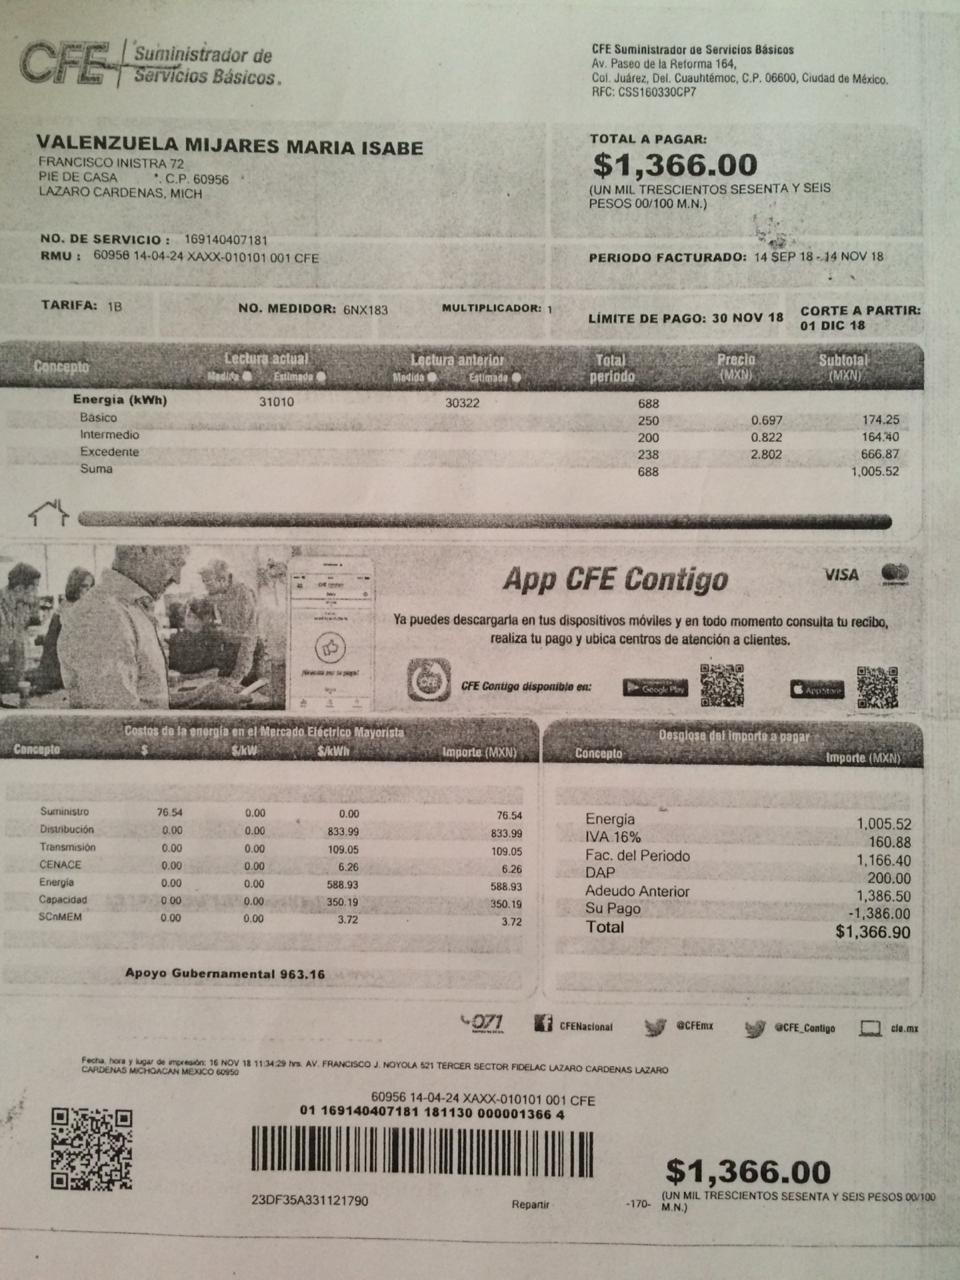 CFE Suministrador de
Servicios Básicos.
CFE Suministrador de Servicios Básicos
Av. Paseo de la Reforma 164,
Col. Juárez, Del. Cuauhtémoc, C.P. 06600, Ciudad de México.
RFC: CSS160330CP7
VALENZUELA MIJARES MARIA ISABE
FRANCISCO INISTRA 72
PIE DE CASA *. C.P. 60956
LAZARO CARDENAS, MICH
TOTAL A PAGAR:
$1,366.00
(UN MIL TRESCIENTOS SESENTA Y SEIS
PESOS 00/100 M.N.)
NO. DE SERVICIO : 169140407181
RMU : 60956 14-04-24 XAXX-010101 001 CFE
PERIODO FACTURADO: 14 SEP 18 - 14 NOV 18
TARIFA: 1B NO. MEDIDOR: 6NX183 MULTIPLICADOR: 1
LÍMITE DE PAGO: 30 NOV 18 CORTE A PARTIR:
01 DIC 18
Concepto Lectura actual Lectura anterior Total periodo Precio (MXN) Subtotal (MXN)
Medida Estimada Medida Estimada
Energía (kWh) 31010 30322 688
Básico 250 0.697 174.25
Intermedio 200 0.822 164.40
Excedente 238 2.802 666.87
Suma 688 1,005.52
App CFE Contigo VISA
Ya puedes descargarla en tus dispositivos móviles y en todo momento consulta tu recibo,
realiza tu pago y ubica centros de atención a clientes.
CFE Contigo disponible en: Google Play App Store
Costos de la energía en el Mercado Eléctrico Mayorista
Concepto $ $/kW $/kWh Importe (MXN)
Suministro 76.54 0.00 0.00 76.54
Distribución 0.00 0.00 833.99 833.99
Transmisión 0.00 0.00 109.05 109.05
CENACE 0.00 0.00 6.26 6.26
Energía 0.00 0.00 588.93 588.93
Capacidad 0.00 0.00 350.19 350.19
SCnMEM 0.00 0.00 3.72 3.72
Apoyo Gubernamental 963.16
Desglose del importe a pagar
Concepto Importe (MXN)
Energía 1,005.52
IVA 16% 160.88
Fac. del Periodo 1,166.40
DAP 200.00
Adeudo Anterior 1,386.50
Su Pago -1,386.00
Total $1,366.90
071 CFENacional @CFEmx @CFE_Contigo cfe.mx
Fecha, hora y lugar de impresión: 16 NOV 18 11:34:29 hrs. AV. FRANCISCO J. NOYOLA 521 TERCER SECTOR FIDELAC LAZARO CARDENAS LAZARO
CARDENAS MICHOACAN MEXICO 60950
60956 14-04-24 XAXX-010101 001 CFE
01 169140407181 181130 000001366 4
23DF35A331121790 Repartir -170-
$1,366.00
(UN MIL TRESCIENTOS SESENTA Y SEIS PESOS 00/100
M.N.)